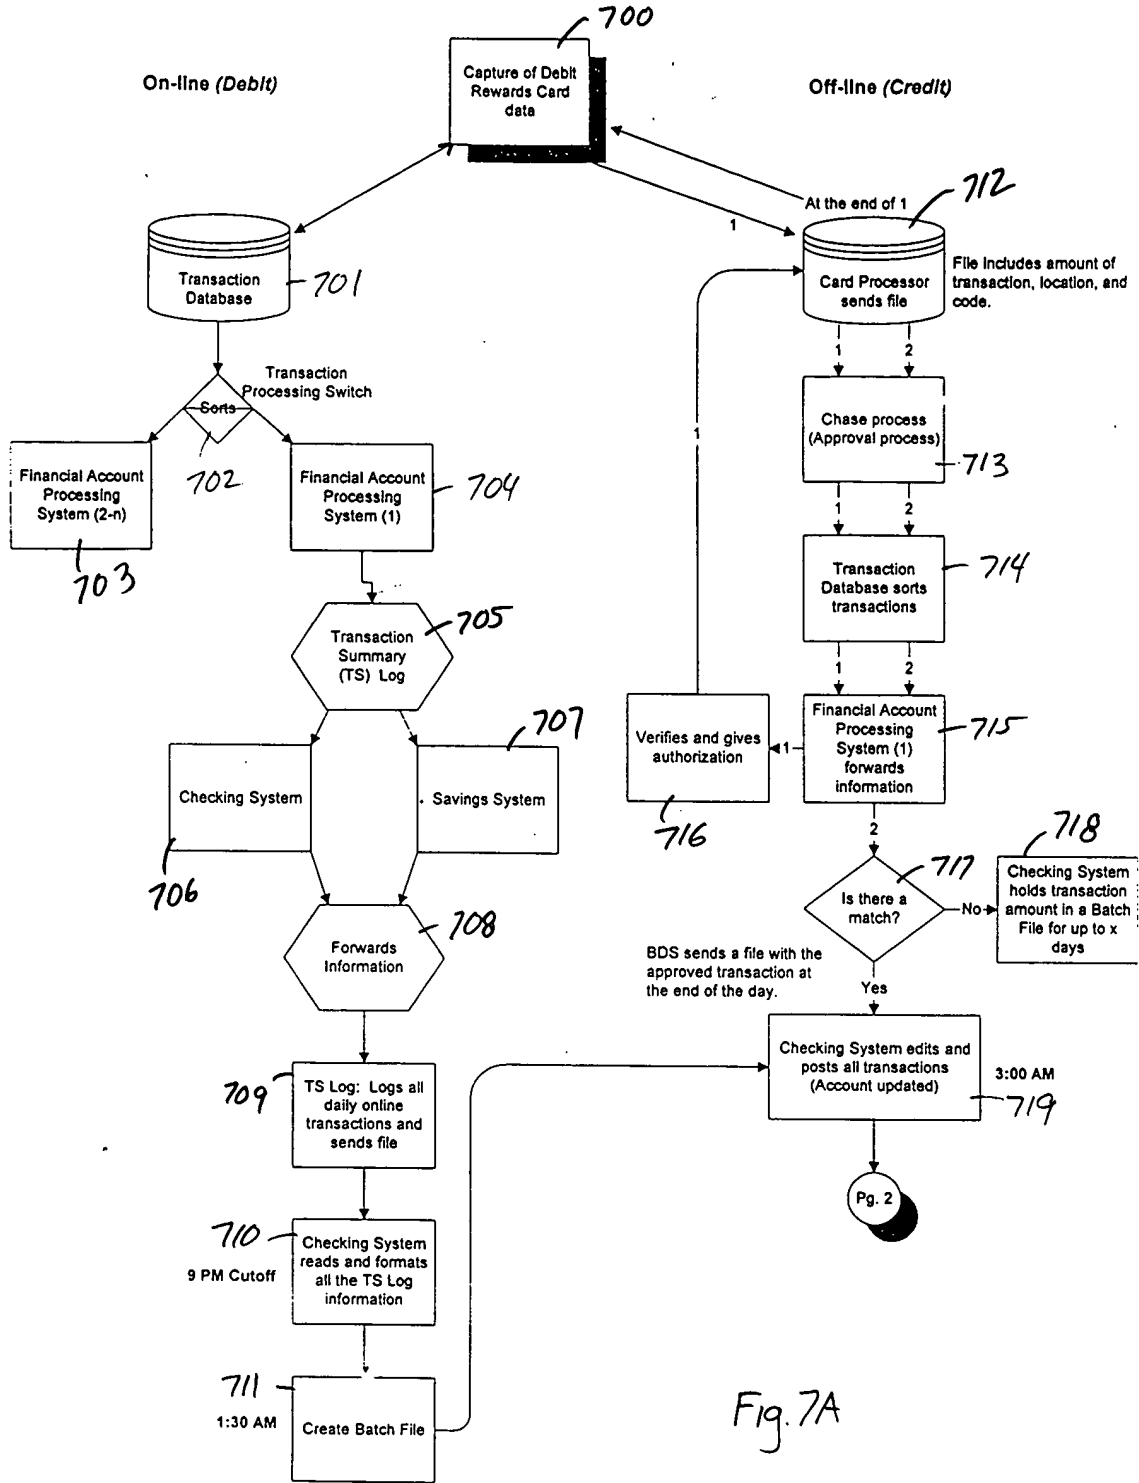 700
On-line (Debit)
Capture of Debit
Rewards Card
data
Off-line (Credit)
712
At the end of 1
1
Transaction
Database
701
Card Processor
sends file
File includes amount of
transaction, location, and
code.
1
2
Transaction
Processing Switch
Sorts
702
Chase process
(Approval process)
713
1
Financial Account
Processing
System (2-n)
703
Financial Account
Processing
System (1)
704
1
2
Transaction
Database sorts
transactions
714
705
Transaction
Summary
(TS) Log
1
2
707
Verifies and gives
authorization
1
716
Financial Account
Processing
System (1)
forwards
information
715
Checking System
706
Savings System
2
717
718
Is there a
match?
No
Checking System
holds transaction
amount in a Batch
File for up to x
days
708
Forwards
Information
BDS sends a file with the
approved transaction at
the end of the day.
Yes
709
TS Log: Logs all
daily online
transactions and
sends file
Checking System edits and
posts all transactions
(Account updated)
3:00 AM
719
Pg. 2
710
9 PM Cutoff
Checking System
reads and formats
all the TS Log
information
711
1:30 AM
Create Batch File
Fig. 7A